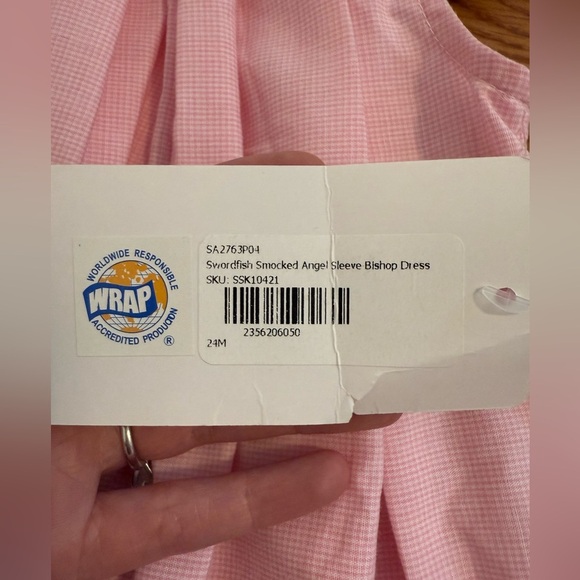 WORLDWIDE RESPONSIBLE
WRAP
ACCREDITED PRODUCTION
®
SA2763P04
Swordfish Smocked Angel Sleeve Bishop Dress
SKU: SSK10421
2356206050
24M